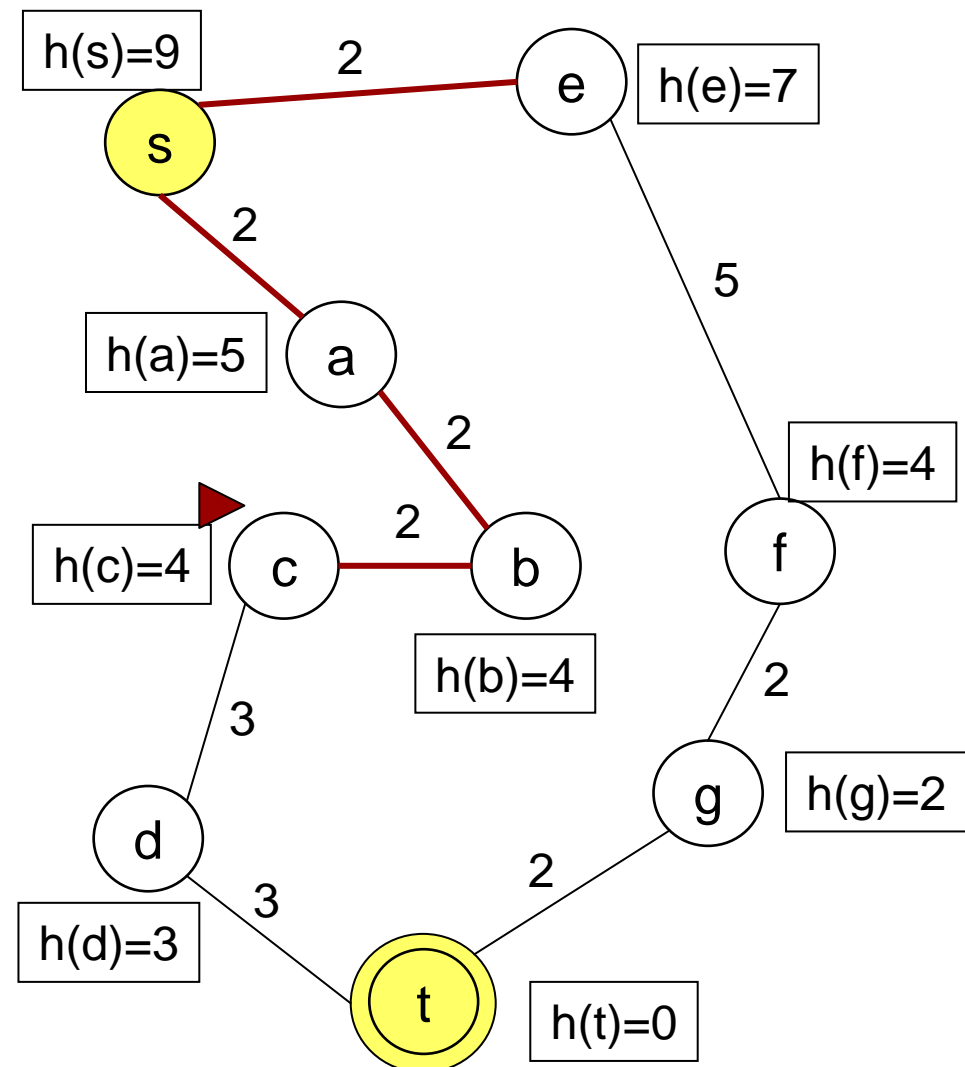 h(s)=9
2
e
h(e)=7
s
2
5
h(a)=5
a
2
h(f)=4
2
h(c)=4
c
b
f
h(b)=4
2
3
g
h(g)=2
d
2
3
h(d)=3
t
h(t)=0